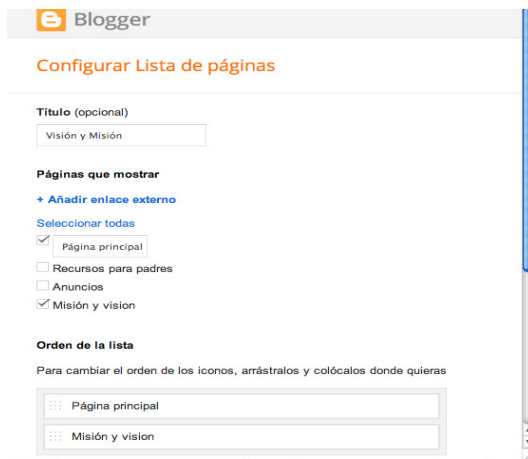 Blogger
Configurar Lista de páginas
Título (opcional)
Visión y Misión
Páginas que mostrar
+ Añadir enlace externo
Seleccionar todas
Página principal
Recursos para padres
Anuncios
Misión y vision
Orden de la lista
Para cambiar el orden de los iconos, arrástralos y colócalos donde quieras
Página principal
Misión y vision